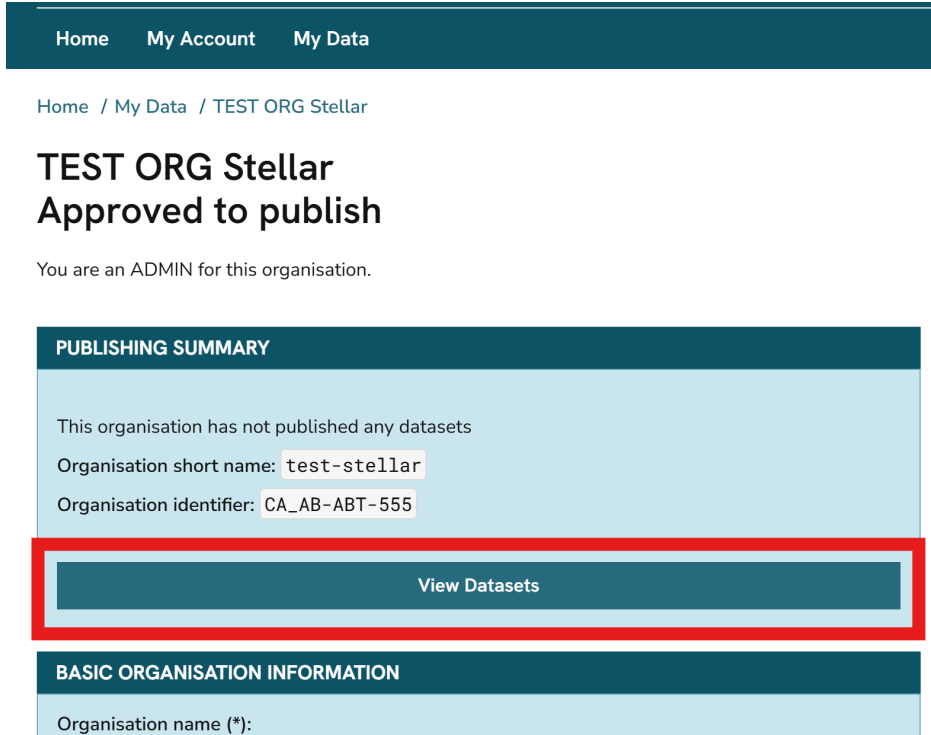 Home My Account My Data
Home / My Data / TEST ORG Stellar
TEST ORG Stellar
Approved to publish
You are an ADMIN for this organisation.
PUBLISHING SUMMARY
This organisation has not published any datasets
Organisation short name: test-stellar
Organisation identifier: CA_AB-ABT-555
View Datasets
BASIC ORGANISATION INFORMATION
Organisation name (*):